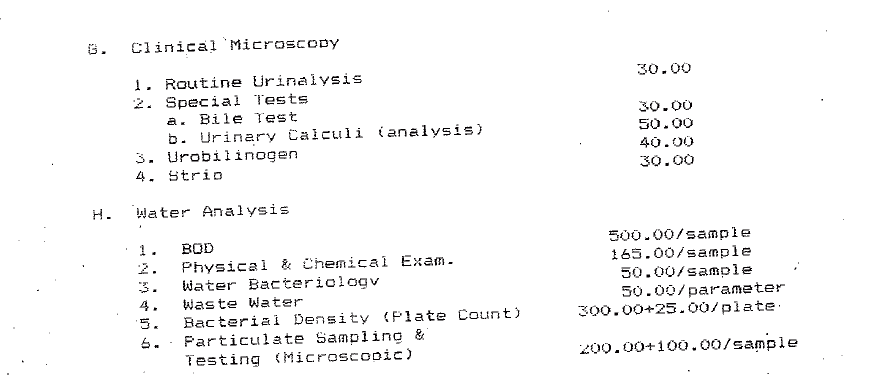 G. Clinical Microscopy
1. Routine Urinalysis 30.00
2. Special Tests
a. Bile Test 30.00
b. Urinary Calculi (analysis) 50.00
3. Urobilinogen 40.00
4. Strip 30.00
H. Water Analysis
1. BOD 500.00/sample
2. Physical & Chemical Exam. 165.00/sample
3. Water Bacteriology 50.00/sample
4. Waste Water 50.00/parameter
5. Bacterial Density (Plate Count) 300.00+25.00/plate
6. Particulate Sampling &
Testing (Microscopic) 200.00+100.00/sample